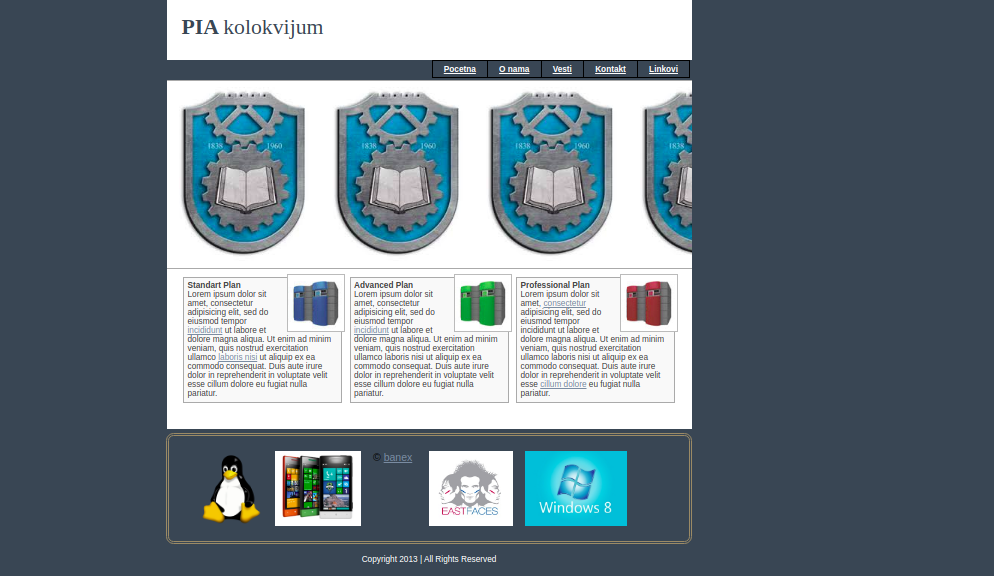 PIA kolokvijum
Pocetna O nama Vesti Kontakt Linkovi
1838 1960 1838 1960 1838 1960 1838
Standart Plan
Lorem ipsum dolor sit
amet, consectetur
adipisicing elit, sed do
eiusmod tempor
incididunt ut labore et
dolore magna aliqua. Ut enim ad minim
veniam, quis nostrud exercitation
ullamco laboris nisi ut aliquip ex ea
commodo consequat. Duis aute irure
dolor in reprehenderit in voluptate velit
esse cillum dolore eu fugiat nulla
pariatur.
Advanced Plan
Lorem ipsum dolor sit
amet, consectetur
adipisicing elit, sed do
eiusmod tempor
incididunt ut labore et
dolore magna aliqua. Ut enim ad minim
veniam, quis nostrud exercitation
ullamco laboris nisi ut aliquip ex ea
commodo consequat. Duis aute irure
dolor in reprehenderit in voluptate velit
esse cillum dolore eu fugiat nulla
pariatur.
Professional Plan
Lorem ipsum dolor sit
amet, consectetur
adipisicing elit, sed do
eiusmod tempor
incididunt ut labore et
dolore magna aliqua. Ut enim ad minim
veniam, quis nostrud exercitation
ullamco laboris nisi ut aliquip ex ea
commodo consequat. Duis aute irure
dolor in reprehenderit in voluptate velit
esse cillum dolore eu fugiat nulla
pariatur.
© banex
EASTFACES
Windows 8
Copyright 2013 | All Rights Reserved